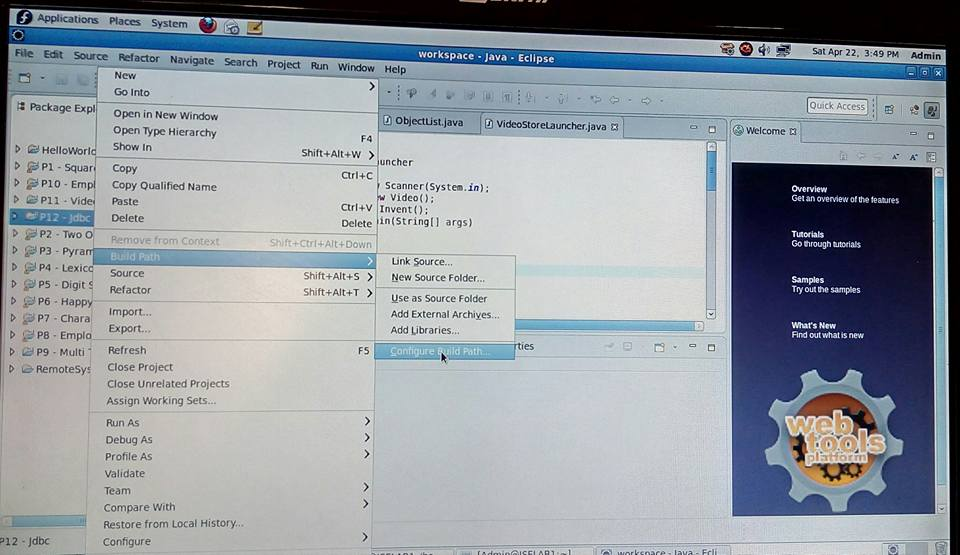 Applications Places System
Sat Apr 22, 3:49 PM Admin
workspace - Java - Eclipse
File Edit Source Refactor Navigate Search Project Run Window Help
Quick Access
Package Expl
ObjectList.java
VideoStoreLauncher.java
Welcome
HelloWorld
P1 - Squar
P10 - Empl
P11 - Vide
P12 - Jdbc
P2 - Two O
P3 - Pyram
P4 - Lexico
P5 - Digit S
P6 - Happy
P7 - Chara
P8 - Emplo
P9 - Multi T
RemoteSys
New
Go Into
Open in New Window
Open Type Hierarchy F4
Show In Shift+Alt+W
Copy Ctrl+C
Copy Qualified Name
Paste Ctrl+V
Delete Delete
Remove from Context Shift+Ctrl+Alt+Down
Build Path
Source Shift+Alt+S
Refactor Shift+Alt+T
Import...
Export...
Refresh F5
Close Project
Close Unrelated Projects
Assign Working Sets...
Run As
Debug As
Profile As
Validate
Team
Compare With
Restore from Local History...
Configure
uncher
Scanner(System.in);
w Video();
Invent();
in(String[] args)
Link Source...
New Source Folder...
Use as Source Folder
Add External Archives...
Add Libraries...
Configure Build Path...
rties
Overview
Get an overview of the features
Tutorials
Go through tutorials
Samples
Try out the samples
What's New
Find out what is new
web
tools
platform
P12 - Jdbc
[Admin@ISELAB1:~]
workspace - Java - Ecli